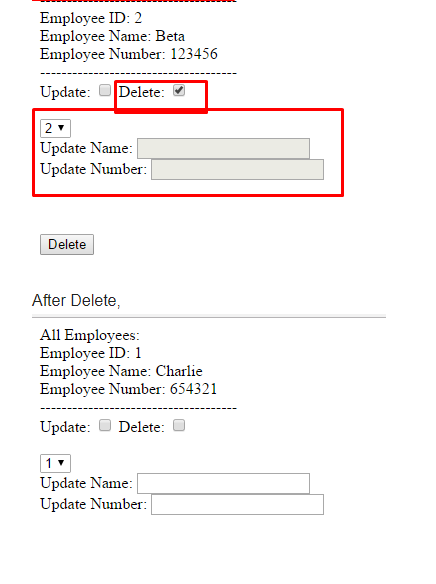 -------------------------------------
Employee ID: 2
Employee Name: Beta
Employee Number: 123456
-------------------------------------
Update: Delete:
2
Update Name:
Update Number:
Delete
After Delete,
All Employees:
Employee ID: 1
Employee Name: Charlie
Employee Number: 654321
-------------------------------------
Update: Delete:
1
Update Name:
Update Number: